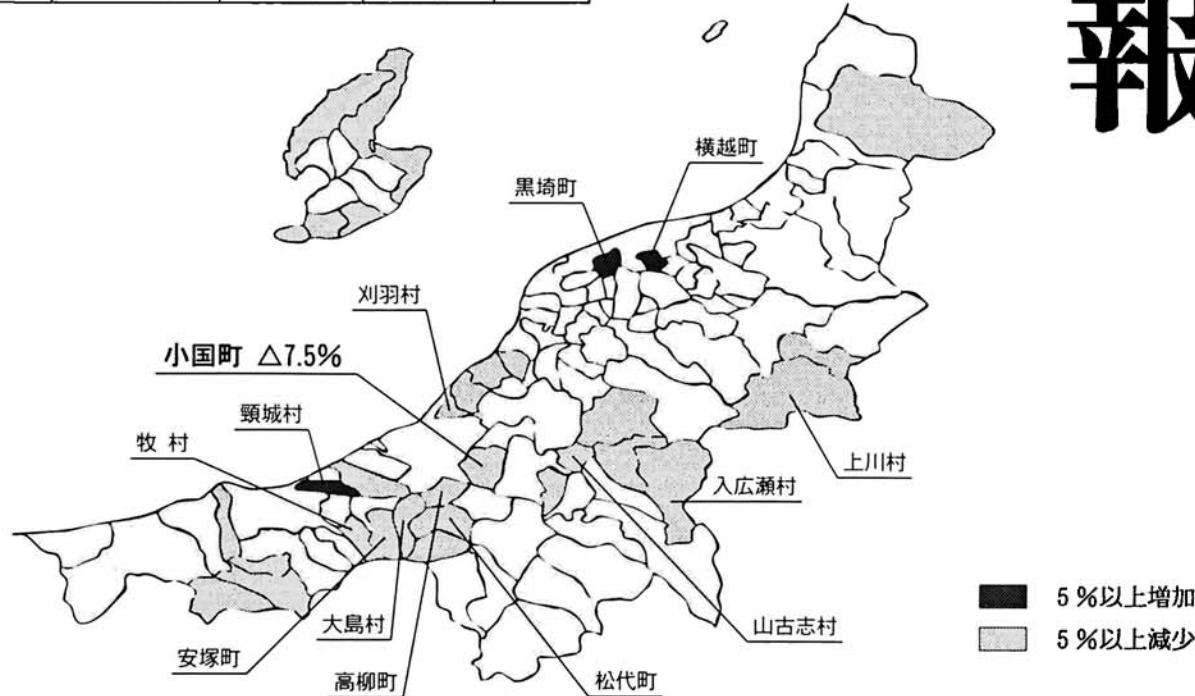 報
横越町
黒埼町
刈羽村
小国町 △7.5%
頸城村
牧 村
上川村
入広瀬村
大島村
山古志村
安塚町
高柳町
松代町
5%以上増加
5%以上減少